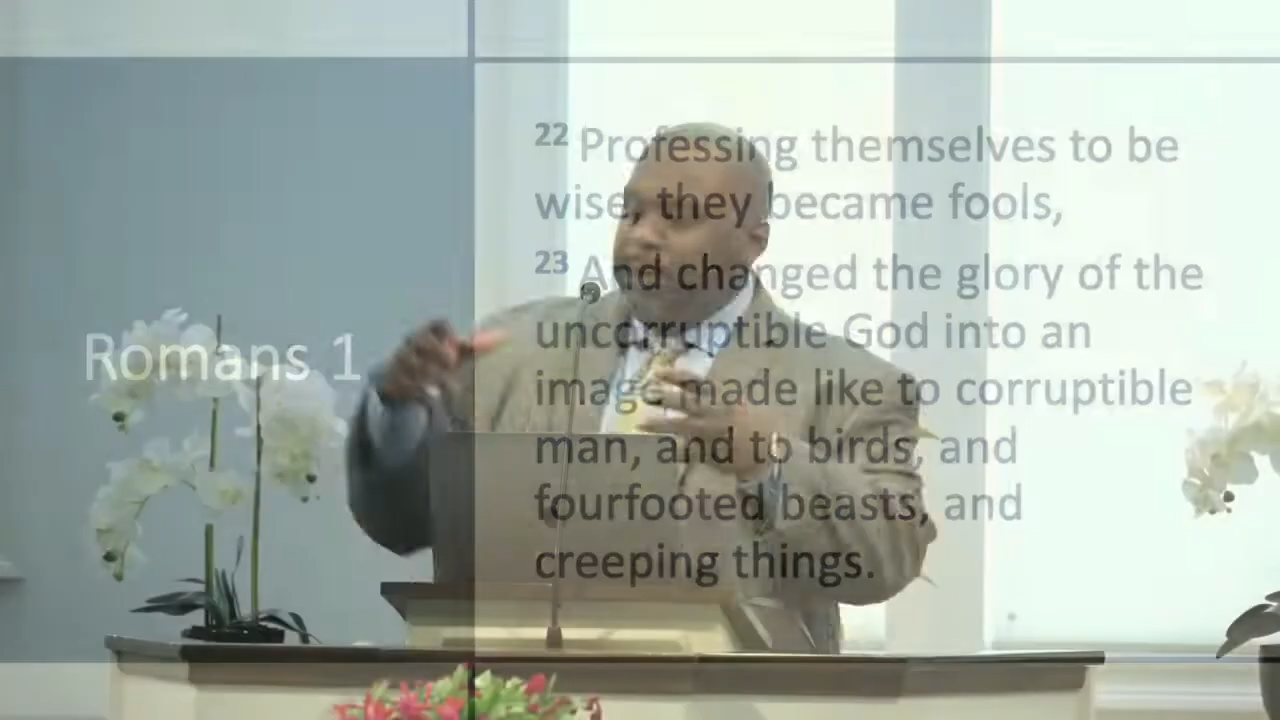 Romans 1
22 Professing themselves to be
wise, they became fools,
23 And changed the glory of the
uncorruptible God into an
image made like to corruptible
man, and to birds, and
fourfooted beasts, and
creeping things.